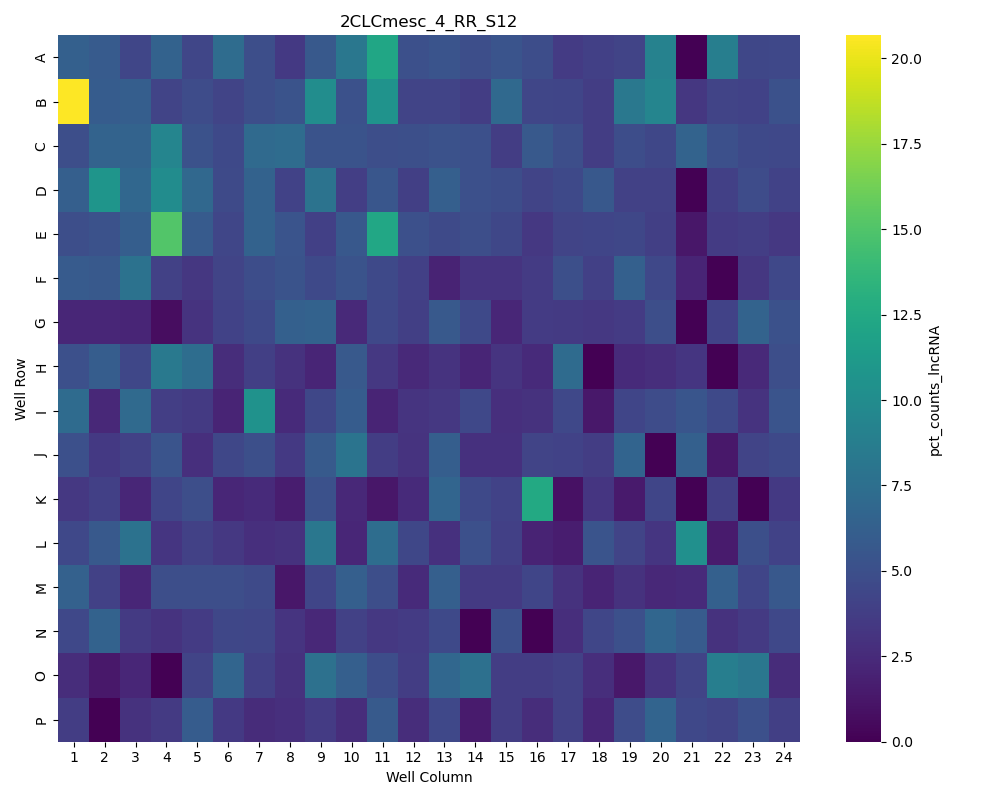 2CLCmesc_4_RR_S12
A
B
C
D
E
F
G
H
I
J
K
L
M
N
O
P
Well Row
1 2 3 4 5 6 7 8 9 10 11 12 13 14 15 16 17 18 19 20 21 22 23 24
Well Column
20.0
17.5
15.0
12.5
10.0
7.5
5.0
2.5
0.0
pct_counts_lncRNA